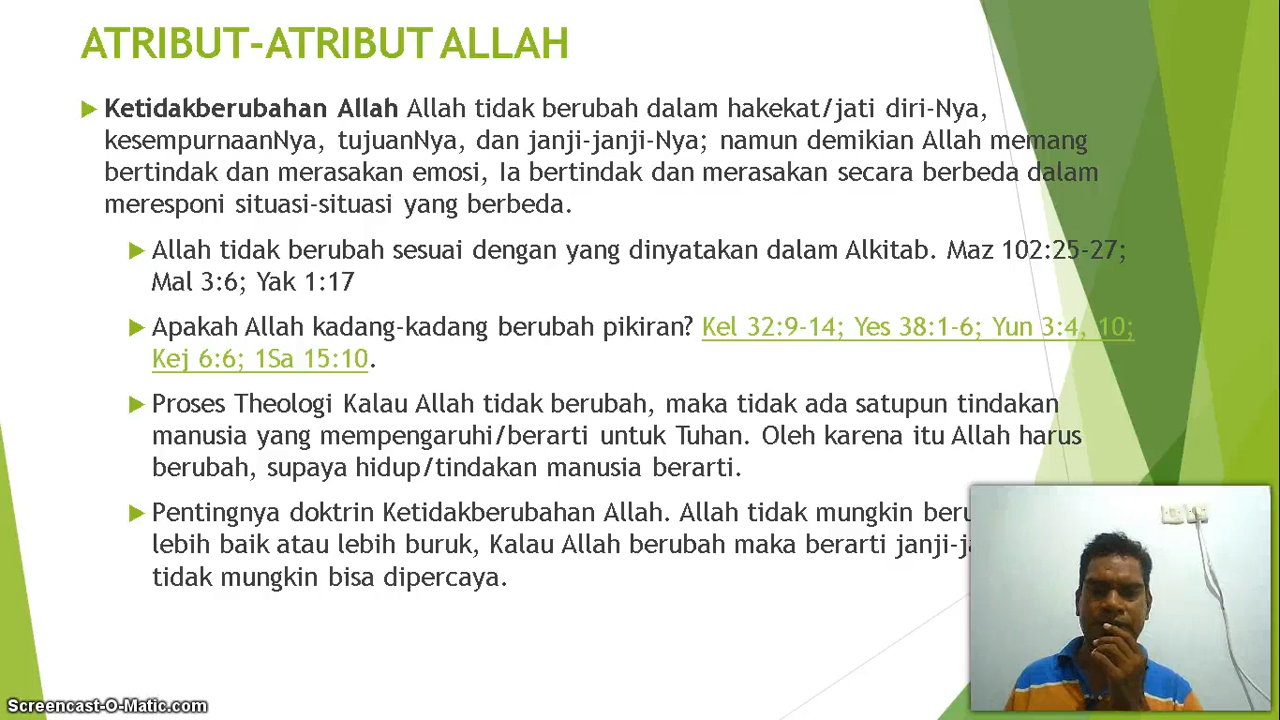 ATRIBUT-ATRIBUT ALLAH
Ketidakberubahan Allah Allah tidak berubah dalam hakekat/jati diri-Nya,
kesempurnaanNya, tujuanNya, dan janji-janji-Nya; namun demikian Allah memang
bertindak dan merasakan emosi, Ia bertindak dan merasakan secara berbeda dalam
meresponi situasi-situasi yang berbeda.
Allah tidak berubah sesuai dengan yang dinyatakan dalam Alkitab. Maz 102:25-27;
Mal 3:6; Yak 1:17
Apakah Allah kadang-kadang berubah pikiran? Kel 32:9-14; Yes 38:1-6; Yun 3:4, 10;
Kej 6:6; 1Sa 15:10.
Proses Theologi Kalau Allah tidak berubah, maka tidak ada satupun tindakan
manusia yang mempengaruhi/berarti untuk Tuhan. Oleh karena itu Allah harus
berubah, supaya hidup/tindakan manusia berarti.
Pentingnya doktrin Ketidakberubahan Allah. Allah tidak mungkin
lebih baik atau lebih buruk, Kalau Allah berubah maka berarti
tidak mungkin bisa dipercaya.
Screencast-O-Matic.com